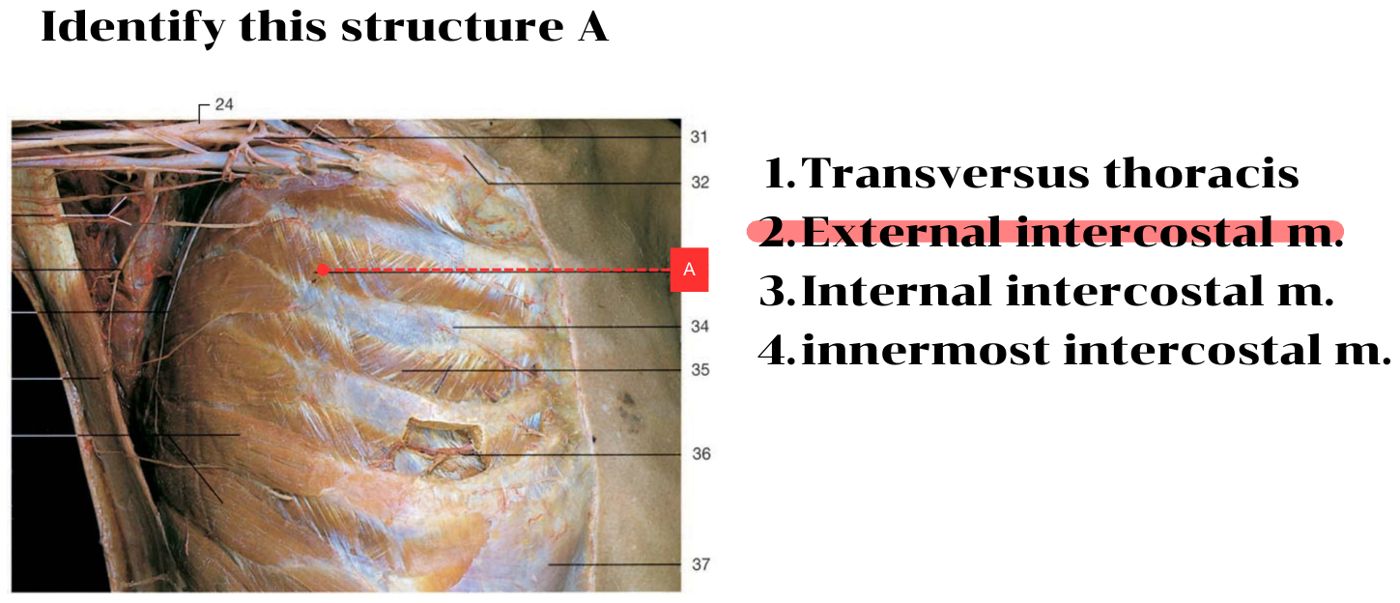 Identify this structure A
24
31
32
A
34
35
36
37
1. Transversus thoracis
2. External intercostal m.
3. Internal intercostal m.
4. innermost intercostal m.